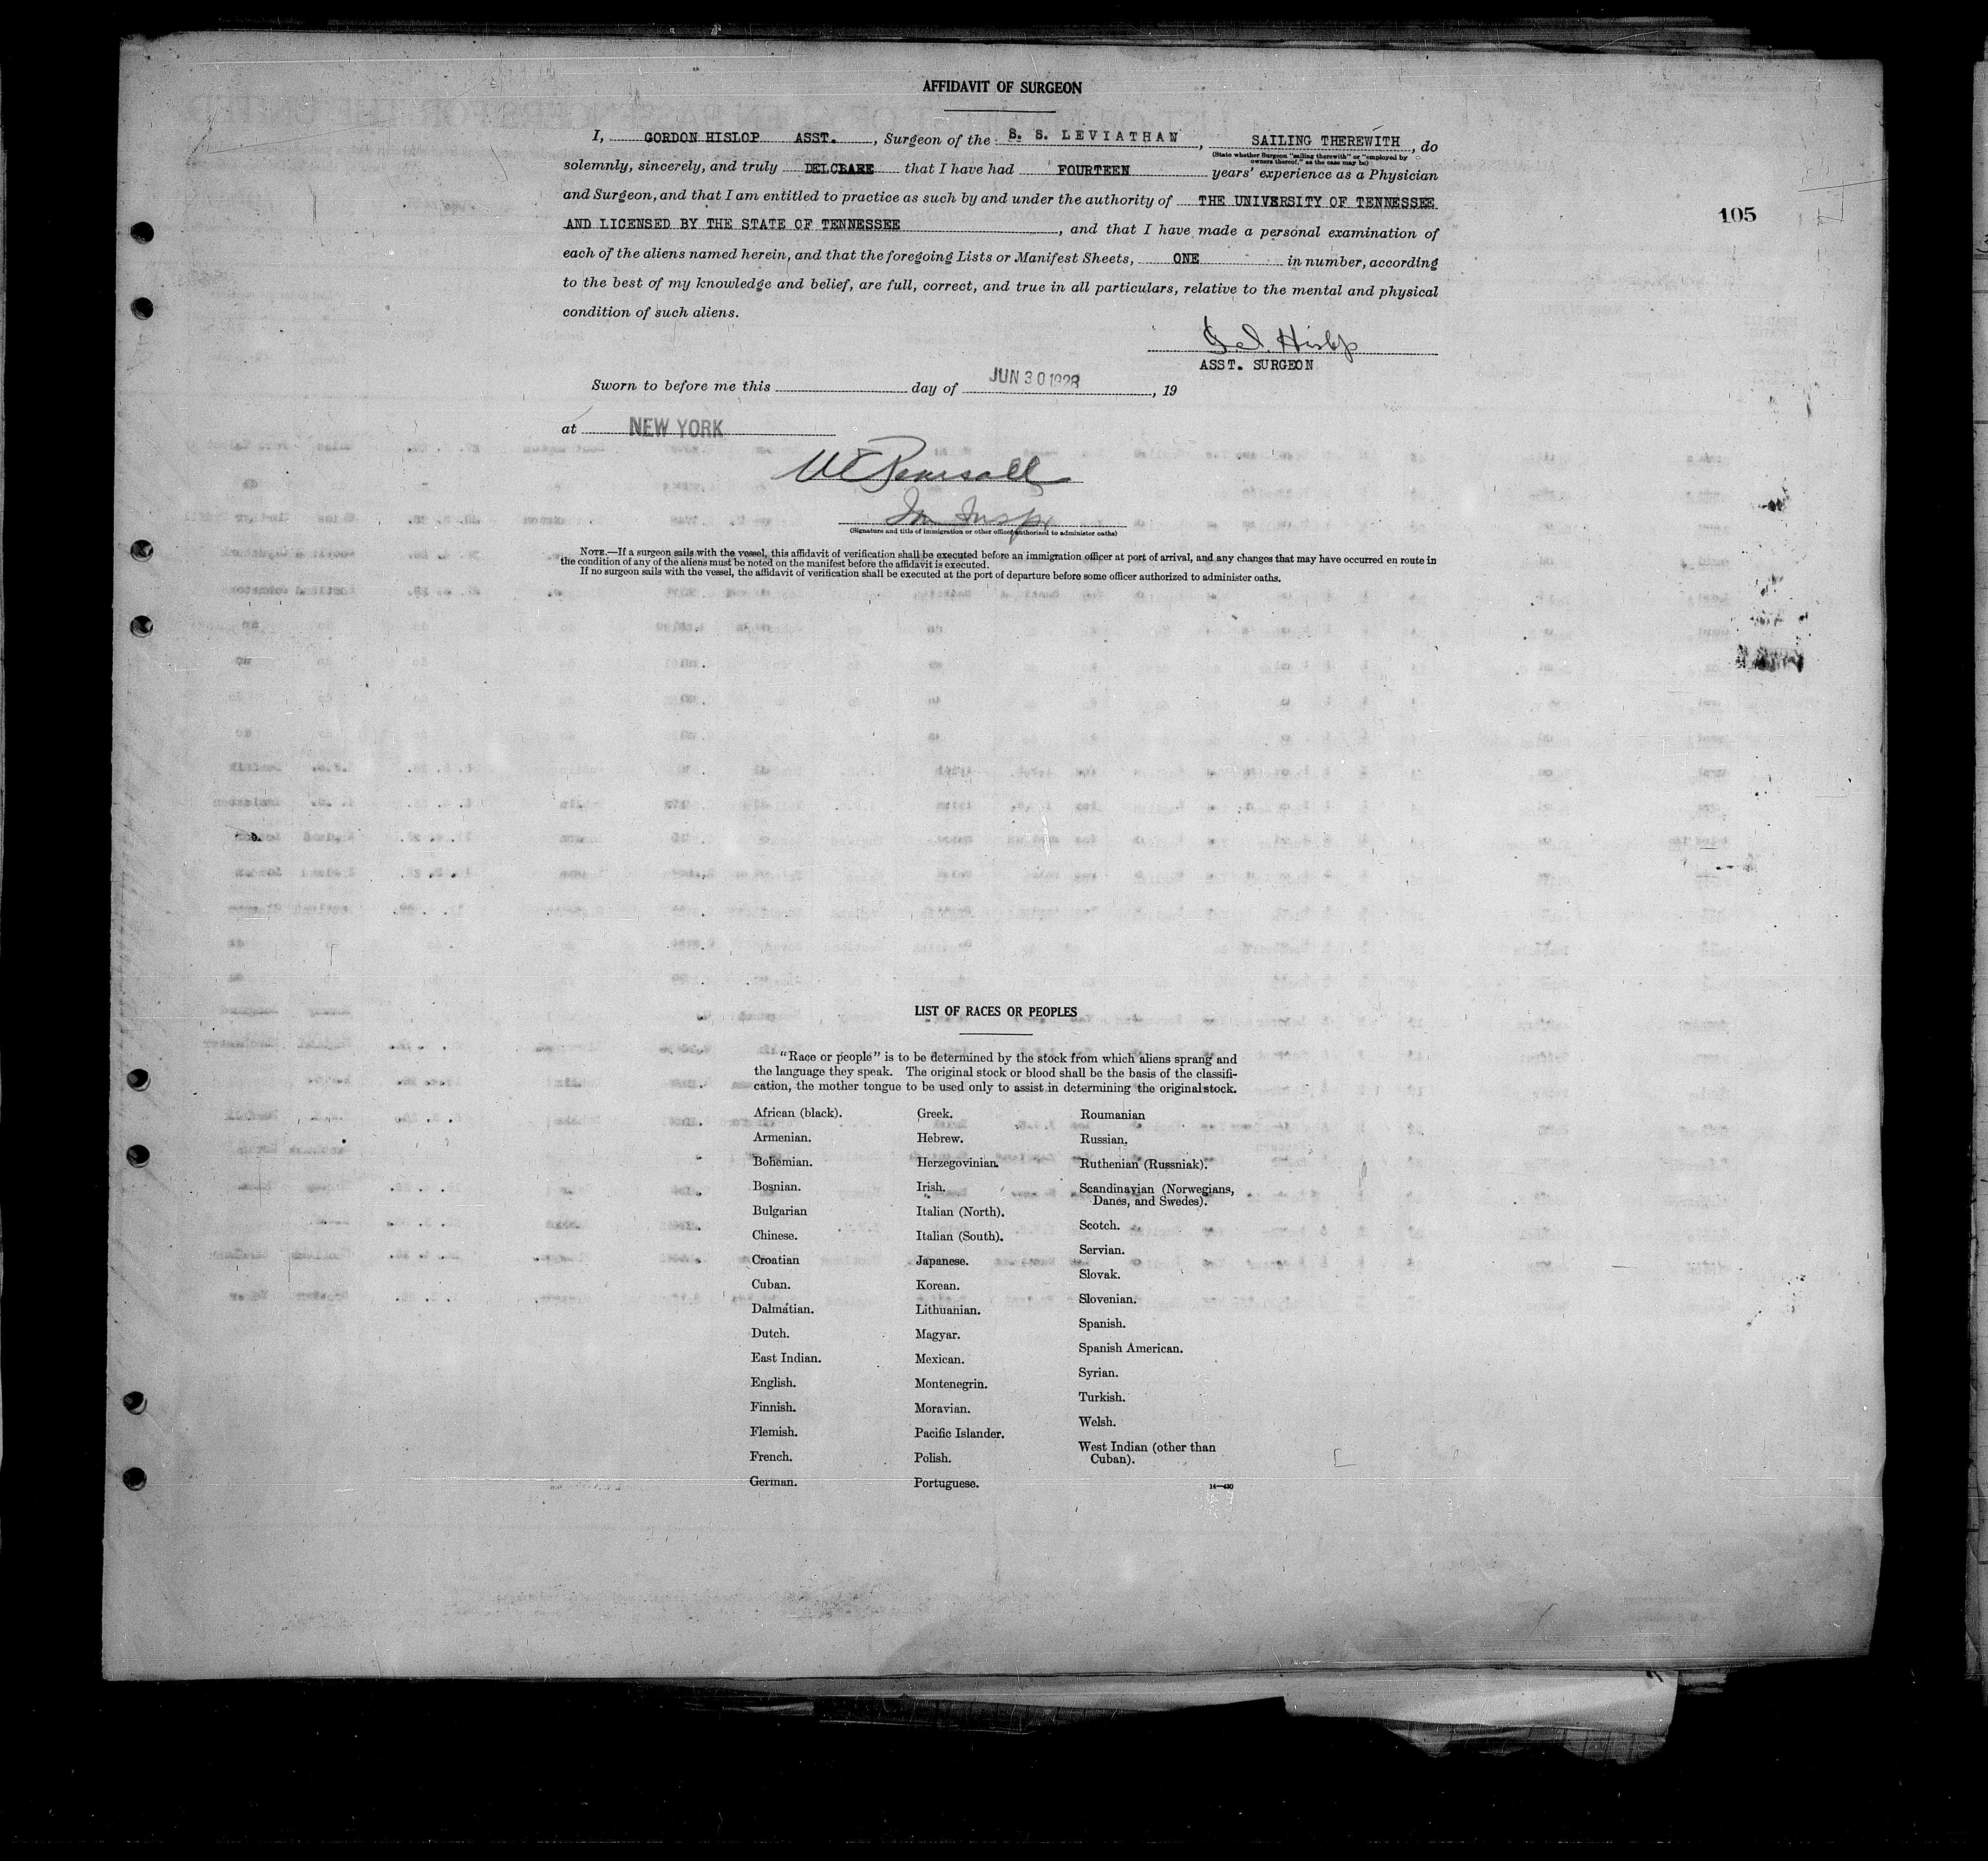 AFFIDAVIT OF SURGEON
I, GORDON HISLOP ASST. , Surgeon of the S. S. LEVIATHAN , SAILING THEREWITH , do
(State whether Surgeon "sailing therewith" or "employed by
owners thereof," as the case may be)
solemnly, sincerely, and truly DELCLARE that I have had FOURTEEN years' experience as a Physician
and Surgeon, and that I am entitled to practice as such by and under the authority of THE UNIVERSITY OF TENNESSEE
105
AND LICENSED BY THE STATE OF TENNESSEE , and that I have made a personal examination of
each of the aliens named herein, and that the foregoing Lists or Manifest Sheets, ONE in number, according
to the best of my knowledge and belief, are full, correct, and true in all particulars, relative to the mental and physical
condition of such aliens.
Hislop
ASST. SURGEON
Sworn to before me this day of JUN 30 1928 , 19
at NEW YORK
Pearsall
Im Inspr
(Signature and title of immigration or other officer authorized to administer oaths)
NOTE.—If a surgeon sails with the vessel, this affidavit of verification shall be executed before an immigration officer at port of arrival, and any changes that may have occurred en route in
the condition of any of the aliens must be noted on the manifest before the affidavit is executed.
If no surgeon sails with the vessel, the affidavit of verification shall be executed at the port of departure before some officer authorized to administer oaths.
LIST OF RACES OR PEOPLES
"Race or people" is to be determined by the stock from which aliens sprang and
the language they speak. The original stock or blood shall be the basis of the classifi-
cation, the mother tongue to be used only to assist in determining the original stock.
African (black).
Armenian.
Bohemian.
Bosnian.
Bulgarian
Chinese.
Croatian
Cuban.
Dalmatian.
Dutch.
East Indian.
English.
Finnish.
Flemish.
French.
German.
Greek.
Hebrew.
Herzegovinian.
Irish.
Italian (North).
Italian (South).
Japanese.
Korean.
Lithuanian.
Magyar.
Mexican.
Montenegrin.
Moravian.
Pacific Islander.
Polish.
Portuguese.
Roumanian
Russian.
Ruthenian (Russniak).
Scandinavian (Norwegians,
Danes, and Swedes).
Scotch.
Servian.
Slovak.
Slovenian.
Spanish.
Spanish American.
Syrian.
Turkish.
Welsh.
West Indian (other than
Cuban).
14—430